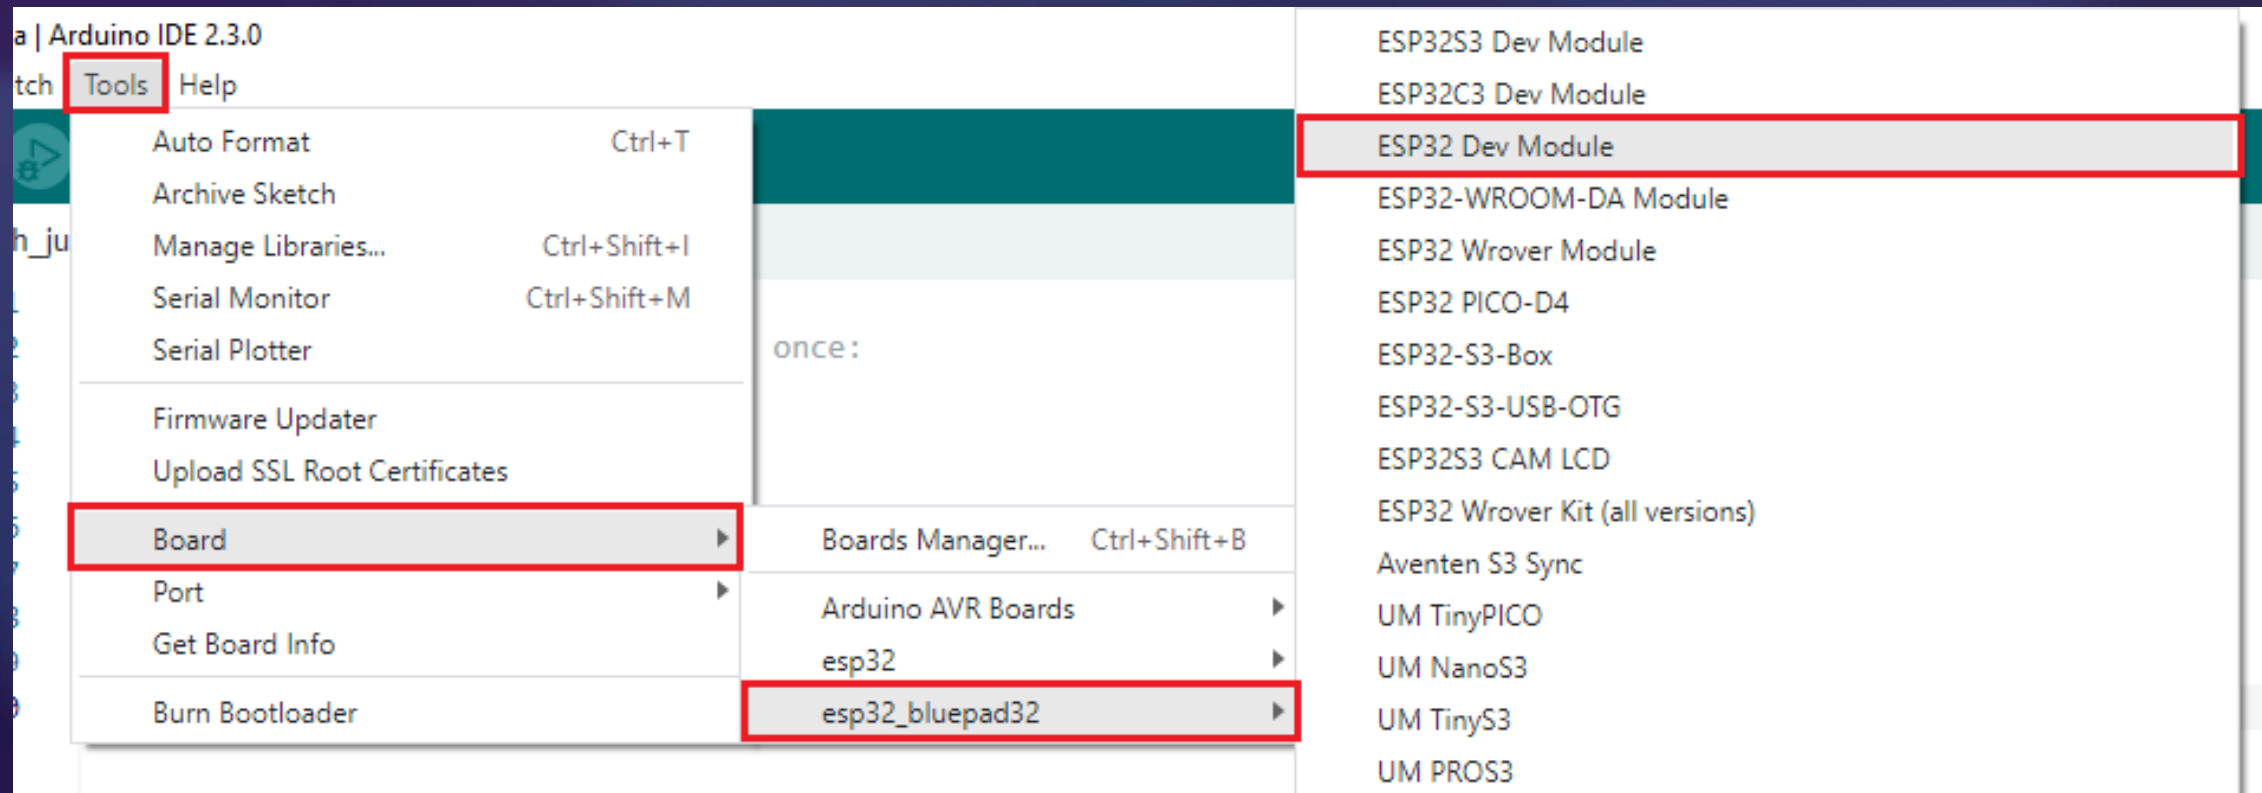 a | Arduino IDE 2.3.0
tch Tools Help
Auto Format Ctrl+T
Archive Sketch
Manage Libraries... Ctrl+Shift+I
Serial Monitor Ctrl+Shift+M
Serial Plotter
Firmware Updater
Upload SSL Root Certificates
Board
Port
Get Board Info
Burn Bootloader
h_ju
once:
Boards Manager... Ctrl+Shift+B
Arduino AVR Boards
esp32
esp32_bluepad32
ESP32S3 Dev Module
ESP32C3 Dev Module
ESP32 Dev Module
ESP32-WROOM-DA Module
ESP32 Wrover Module
ESP32 PICO-D4
ESP32-S3-Box
ESP32-S3-USB-OTG
ESP32S3 CAM LCD
ESP32 Wrover Kit (all versions)
Aventen S3 Sync
UM TinyPICO
UM NanoS3
UM TinyS3
UM PROS3